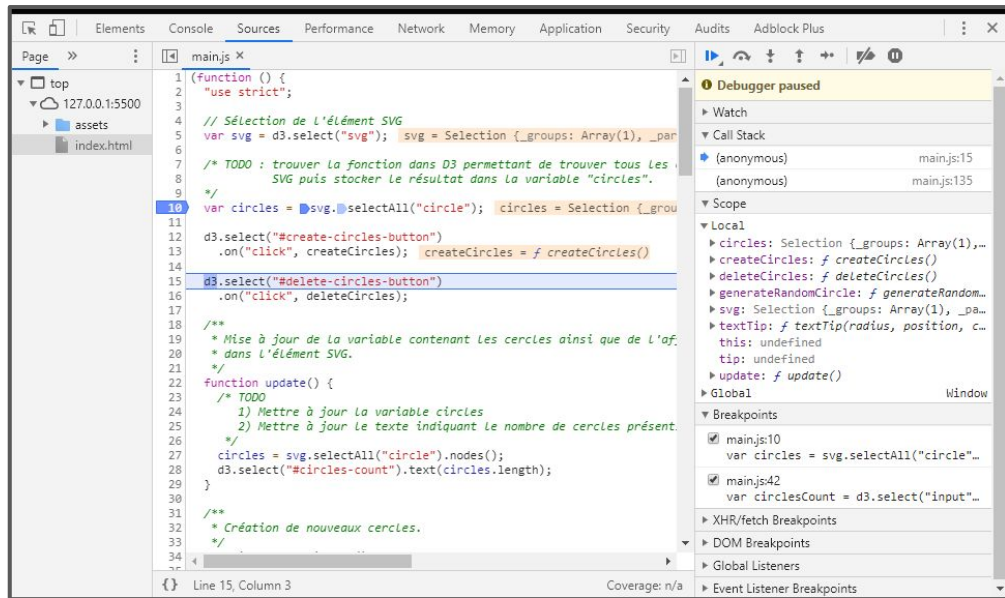 Elements Console Sources Performance Network Memory Application Security Audits Adblock Plus
Page
main.js
top
127.0.0.1:5500
assets
index.html
1 (function () {
2 "use strict";
3
4 // Sélection de l'élément SVG
5 var svg = d3.select("svg"); svg = Selection {_groups: Array(1), _par
6
7 /* TODO : trouver la fonction dans D3 permettant de trouver tous les
8 SVG puis stocker le résultat dans la variable "circles".
9 */
10 var circles = svg.selectAll("circle"); circles = Selection {_grou
11
12 d3.select("#create-circles-button")
13 .on("click", createCircles); createCircles = ƒ createCircles()
14
15 d3.select("#delete-circles-button")
16 .on("click", deleteCircles);
17
18 /**
19 * Mise à jour de la variable contenant les cercles ainsi que de l'af
20 * dans l'élément SVG.
21 */
22 function update() {
23 /* TODO
24 1) Mettre à jour la variable circles
25 2) Mettre à jour le texte indiquant le nombre de cercles présent
26 */
27 circles = svg.selectAll("circle").nodes();
28 d3.select("#circles-count").text(circles.length);
29 }
30
31 /**
32 * Création de nouveaux cercles.
33 */
34
{} Line 15, Column 3 Coverage: n/a
Debugger paused
Watch
Call Stack
(anonymous) main.js:15
(anonymous) main.js:135
Scope
Local
circles: Selection {_groups: Array(1),…
createCircles: ƒ createCircles()
deleteCircles: ƒ deleteCircles()
generateRandomCircle: ƒ generateRandom…
svg: Selection {_groups: Array(1), _pa…
textTip: ƒ textTip(radius, position, c…
this: undefined
tip: undefined
update: ƒ update()
Global Window
Breakpoints
main.js:10
var circles = svg.selectAll("circle"…
main.js:42
var circlesCount = d3.select("input"…
XHR/fetch Breakpoints
DOM Breakpoints
Global Listeners
Event Listener Breakpoints